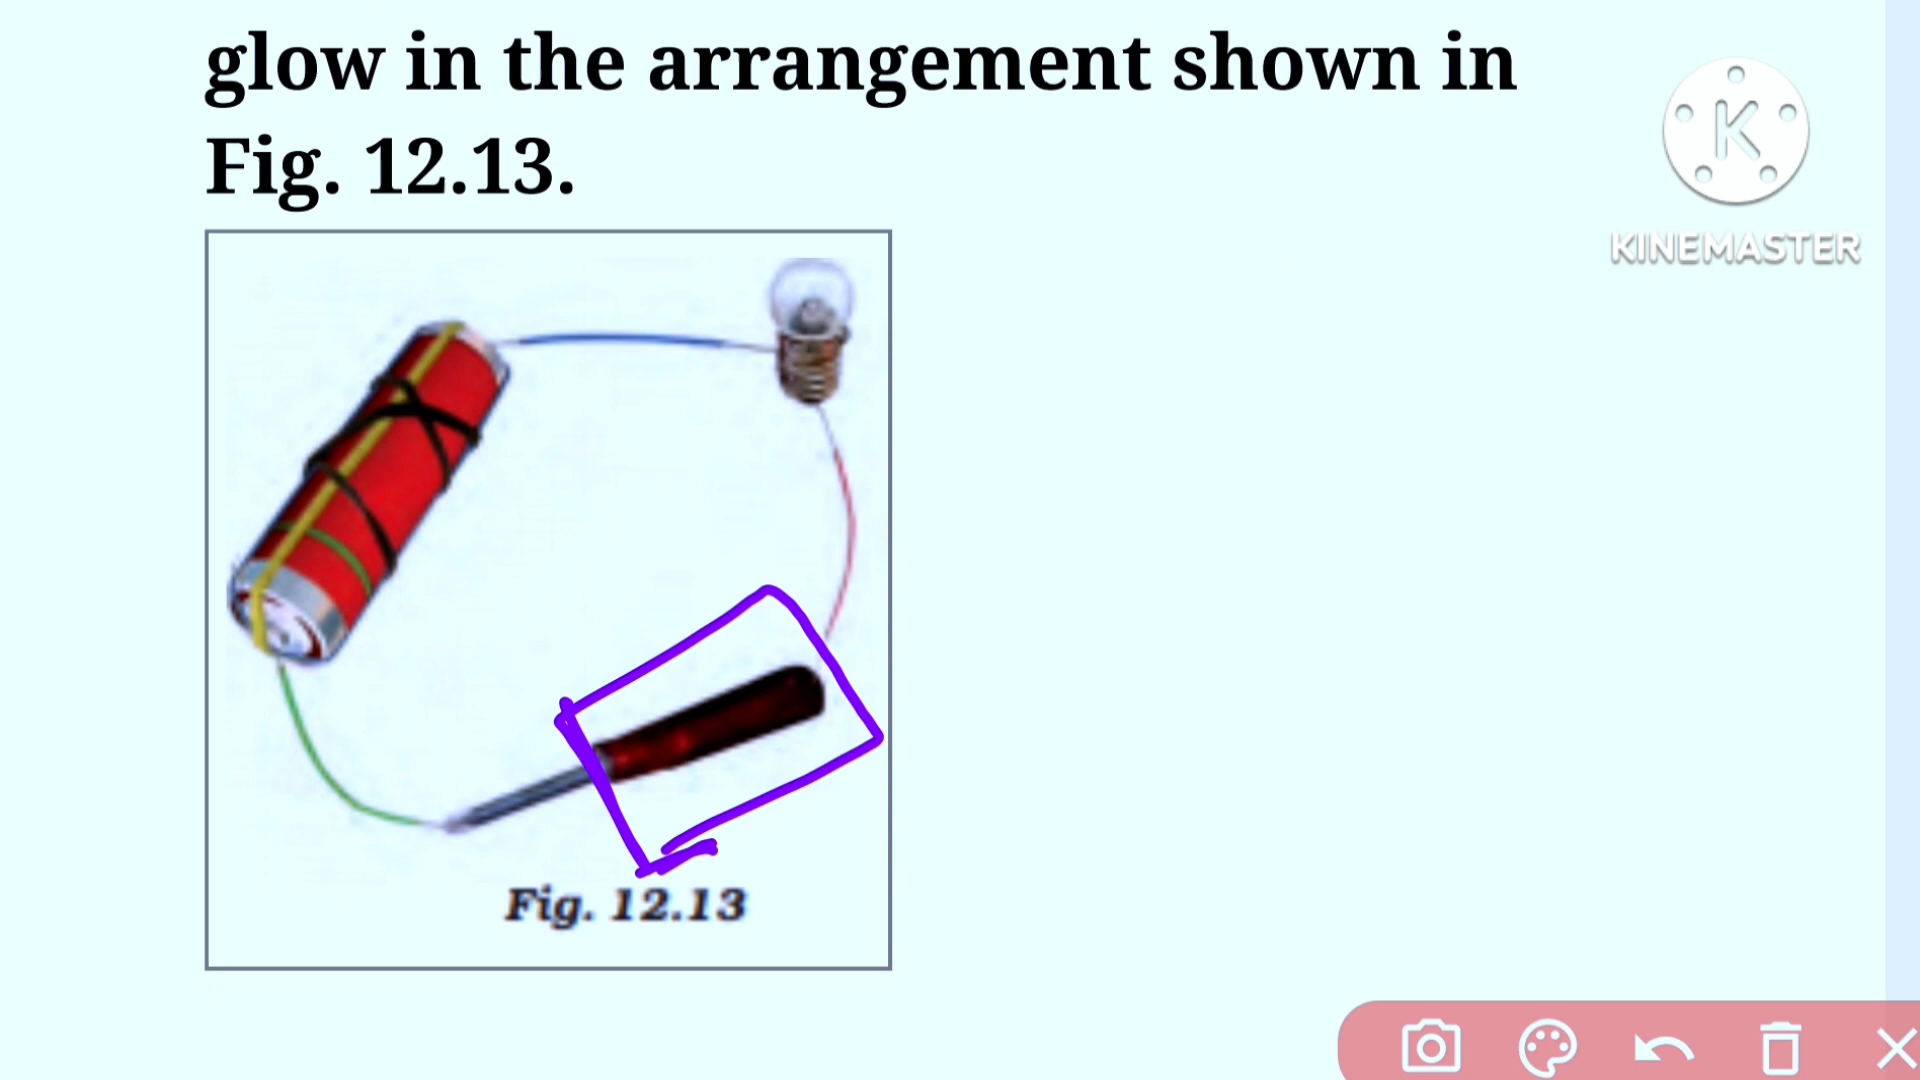 glow in the arrangement shown in
Fig. 12.13.
K
KINEMASTER
Fig. 12.13